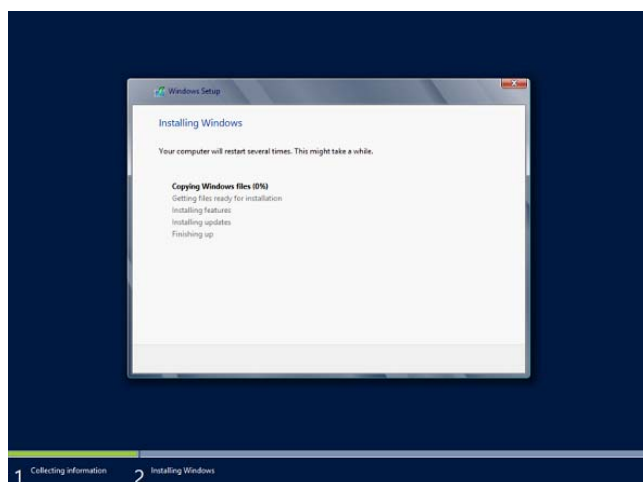 Windows Setup
Installing Windows
Your computer will restart several times. This might take a while.
Copying Windows files (0%)
Getting files ready for installation
Installing features
Installing updates
Finishing up
1 Collecting information
2 Installing Windows